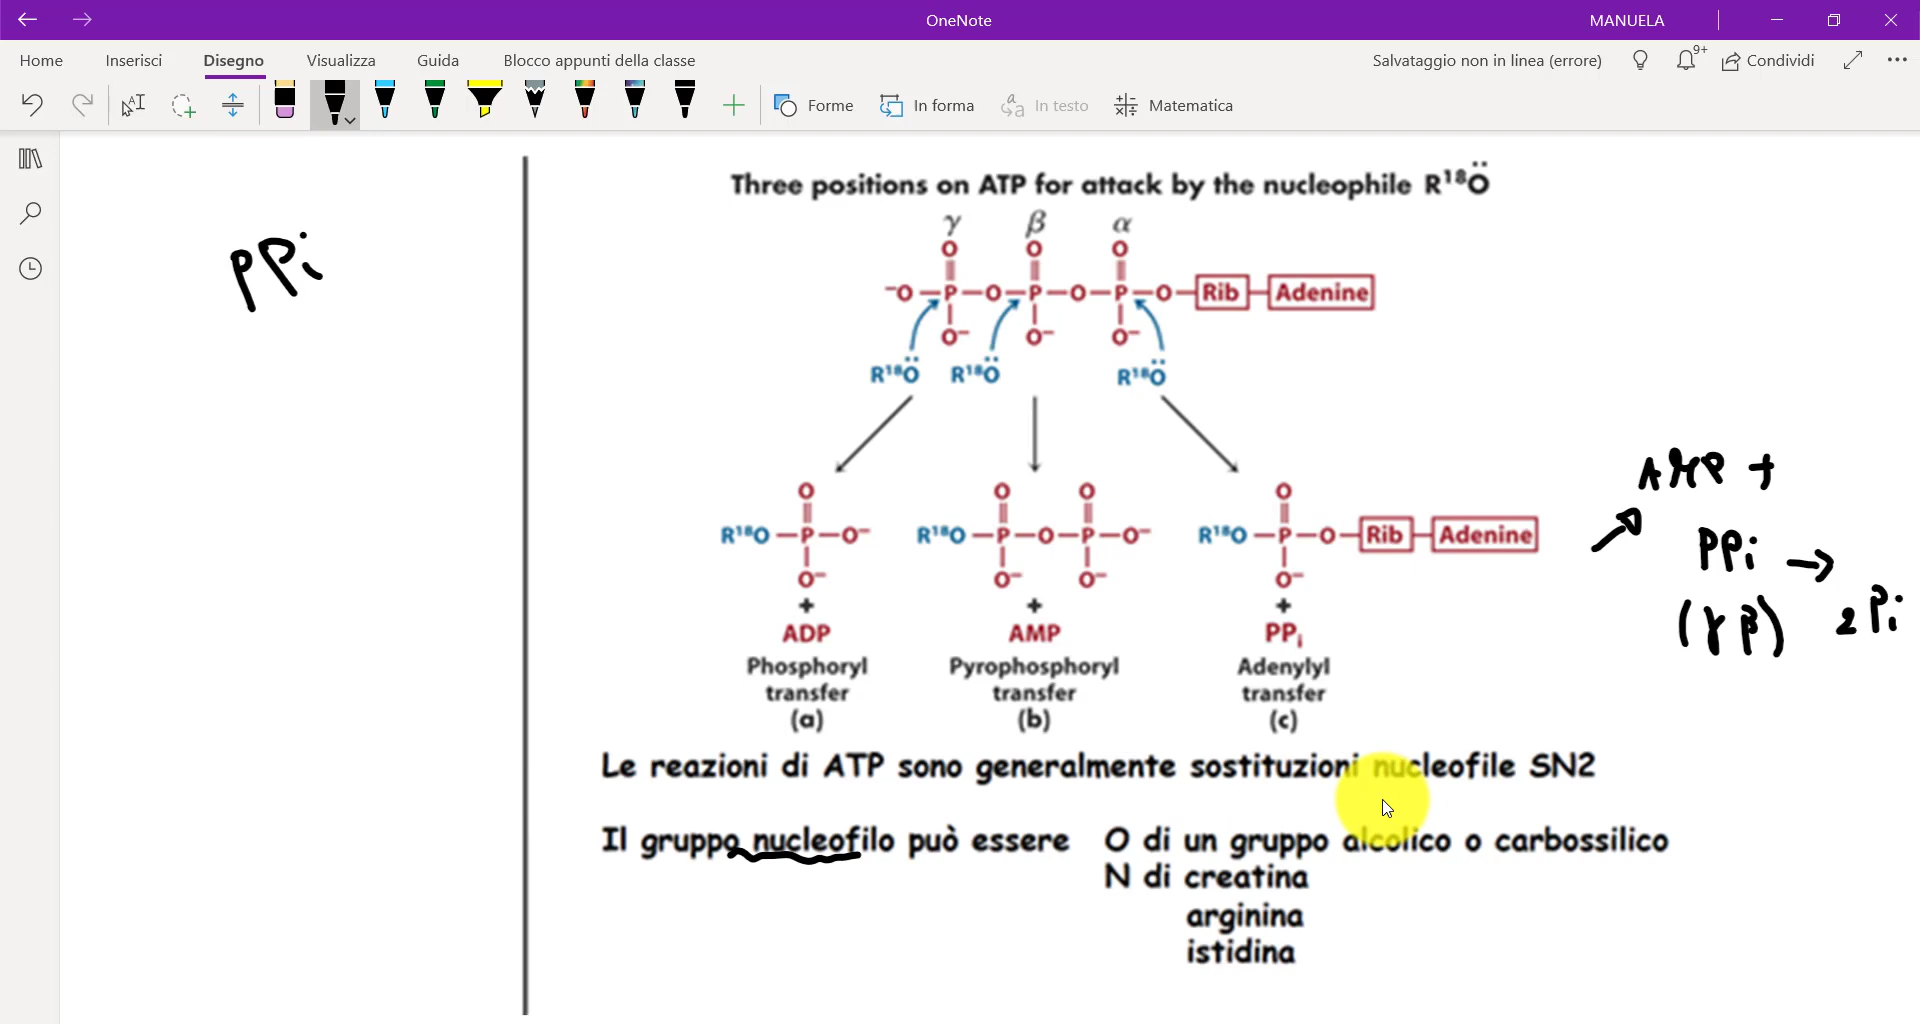 OneNote
MANUELA
Home Inserisci Disegno Visualizza Guida Blocco appunti della classe
Salvataggio non in linea (errore) 9+ Condividi
Forme In forma In testo Matematica
PPi
Three positions on ATP for attack by the nucleophile R¹⁸Ö
γ β α
O O O
⁻O—P—O—P—O—P—O—Rib—Adenine
O⁻ O⁻ O⁻
R¹⁸Ö R¹⁸Ö R¹⁸Ö
O O O O
R¹⁸O—P—O⁻ R¹⁸O—P—O—P—O⁻ R¹⁸O—P—O—Rib—Adenine
O⁻ O⁻ O⁻ O⁻
+ + +
ADP AMP PPi
Phosphoryl transfer (a)
Pyrophosphoryl transfer (b)
Adenylyl transfer (c)
AMP +
PPi →
(γ β) 2Pi
Le reazioni di ATP sono generalmente sostituzioni nucleofile SN2
Il gruppo nucleofilo può essere O di un gruppo alcolico o carbossilico
N di creatina
arginina
istidina